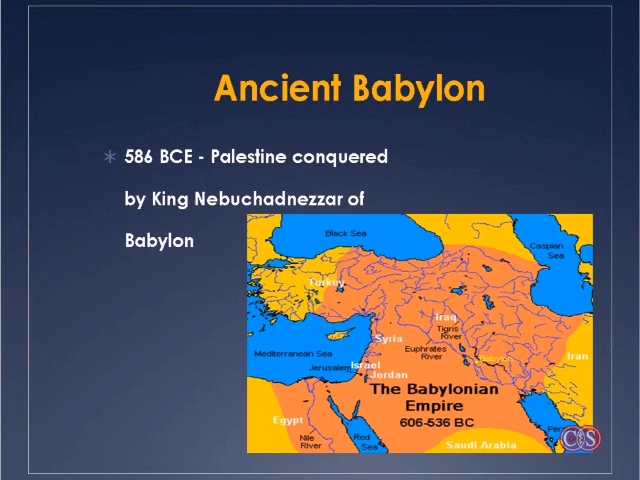 Ancient Babylon
586 BCE - Palestine conquered
by King Nebuchadnezzar of
Babylon
Black Sea
Caspian
Sea
Turkey
Iraq
Tigris
River
Syria
Euphrates
River
Babylon
Iran
Mediterranean Sea
Israel
Jerusalem
Jordan
The Babylonian
Empire
606-536 BC
Egypt
Nile
River
Red
Sea
Saudi Arabia